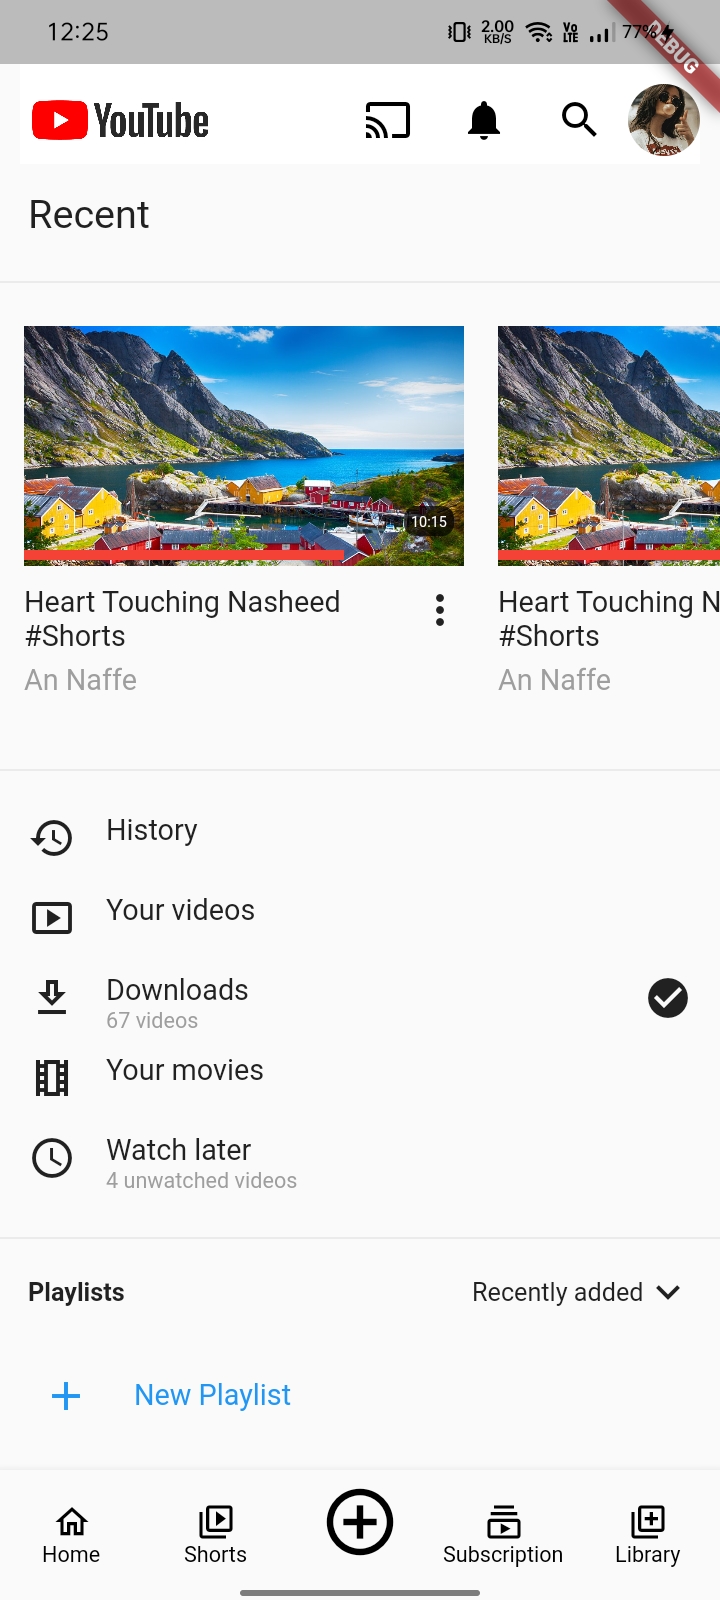 12:25
2.00
KB/S
Vo
LTE
77%
DEBUG
YouTube
Recent
10:15
Heart Touching Nasheed
#Shorts
An Naffe
Heart Touching N
#Shorts
An Naffe
History
Your videos
Downloads
67 videos
Your movies
Watch later
4 unwatched videos
Playlists
Recently added
New Playlist
Home
Shorts
Subscription
Library